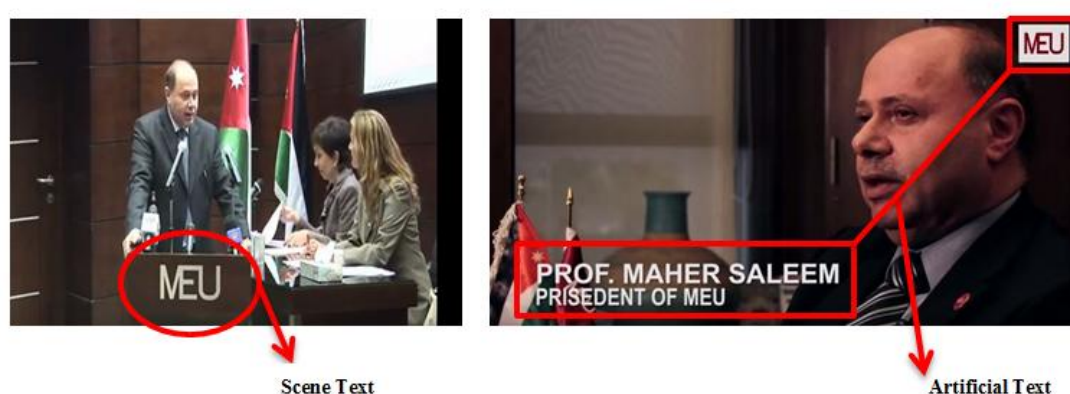 MEU
MEU
PROF. MAHER SALEEM
PRISEDENT OF MEU
Scene Text
Artificial Text